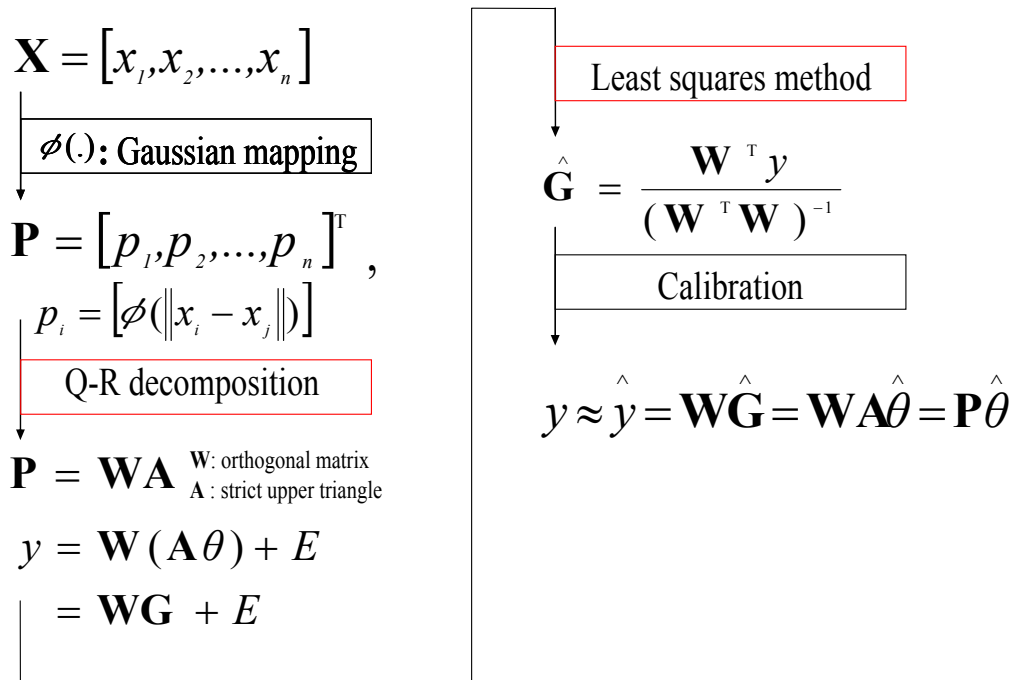 X = [x₁,x₂,...,xₙ]
ϕ(.): Gaussian mapping
P = [p₁,p₂,...,pₙ]ᵀ ,
pᵢ = [ϕ(‖xᵢ − xⱼ‖)]
Q-R decomposition
P = WA W: orthogonal matrix
A : strict upper triangle
y = W(Aθ) + E
= WG + E
Least squares method
Ĝ = Wᵀy / (WᵀW)⁻¹
Calibration
y ≈ ŷ = WĜ = WAθ̂ = Pθ̂